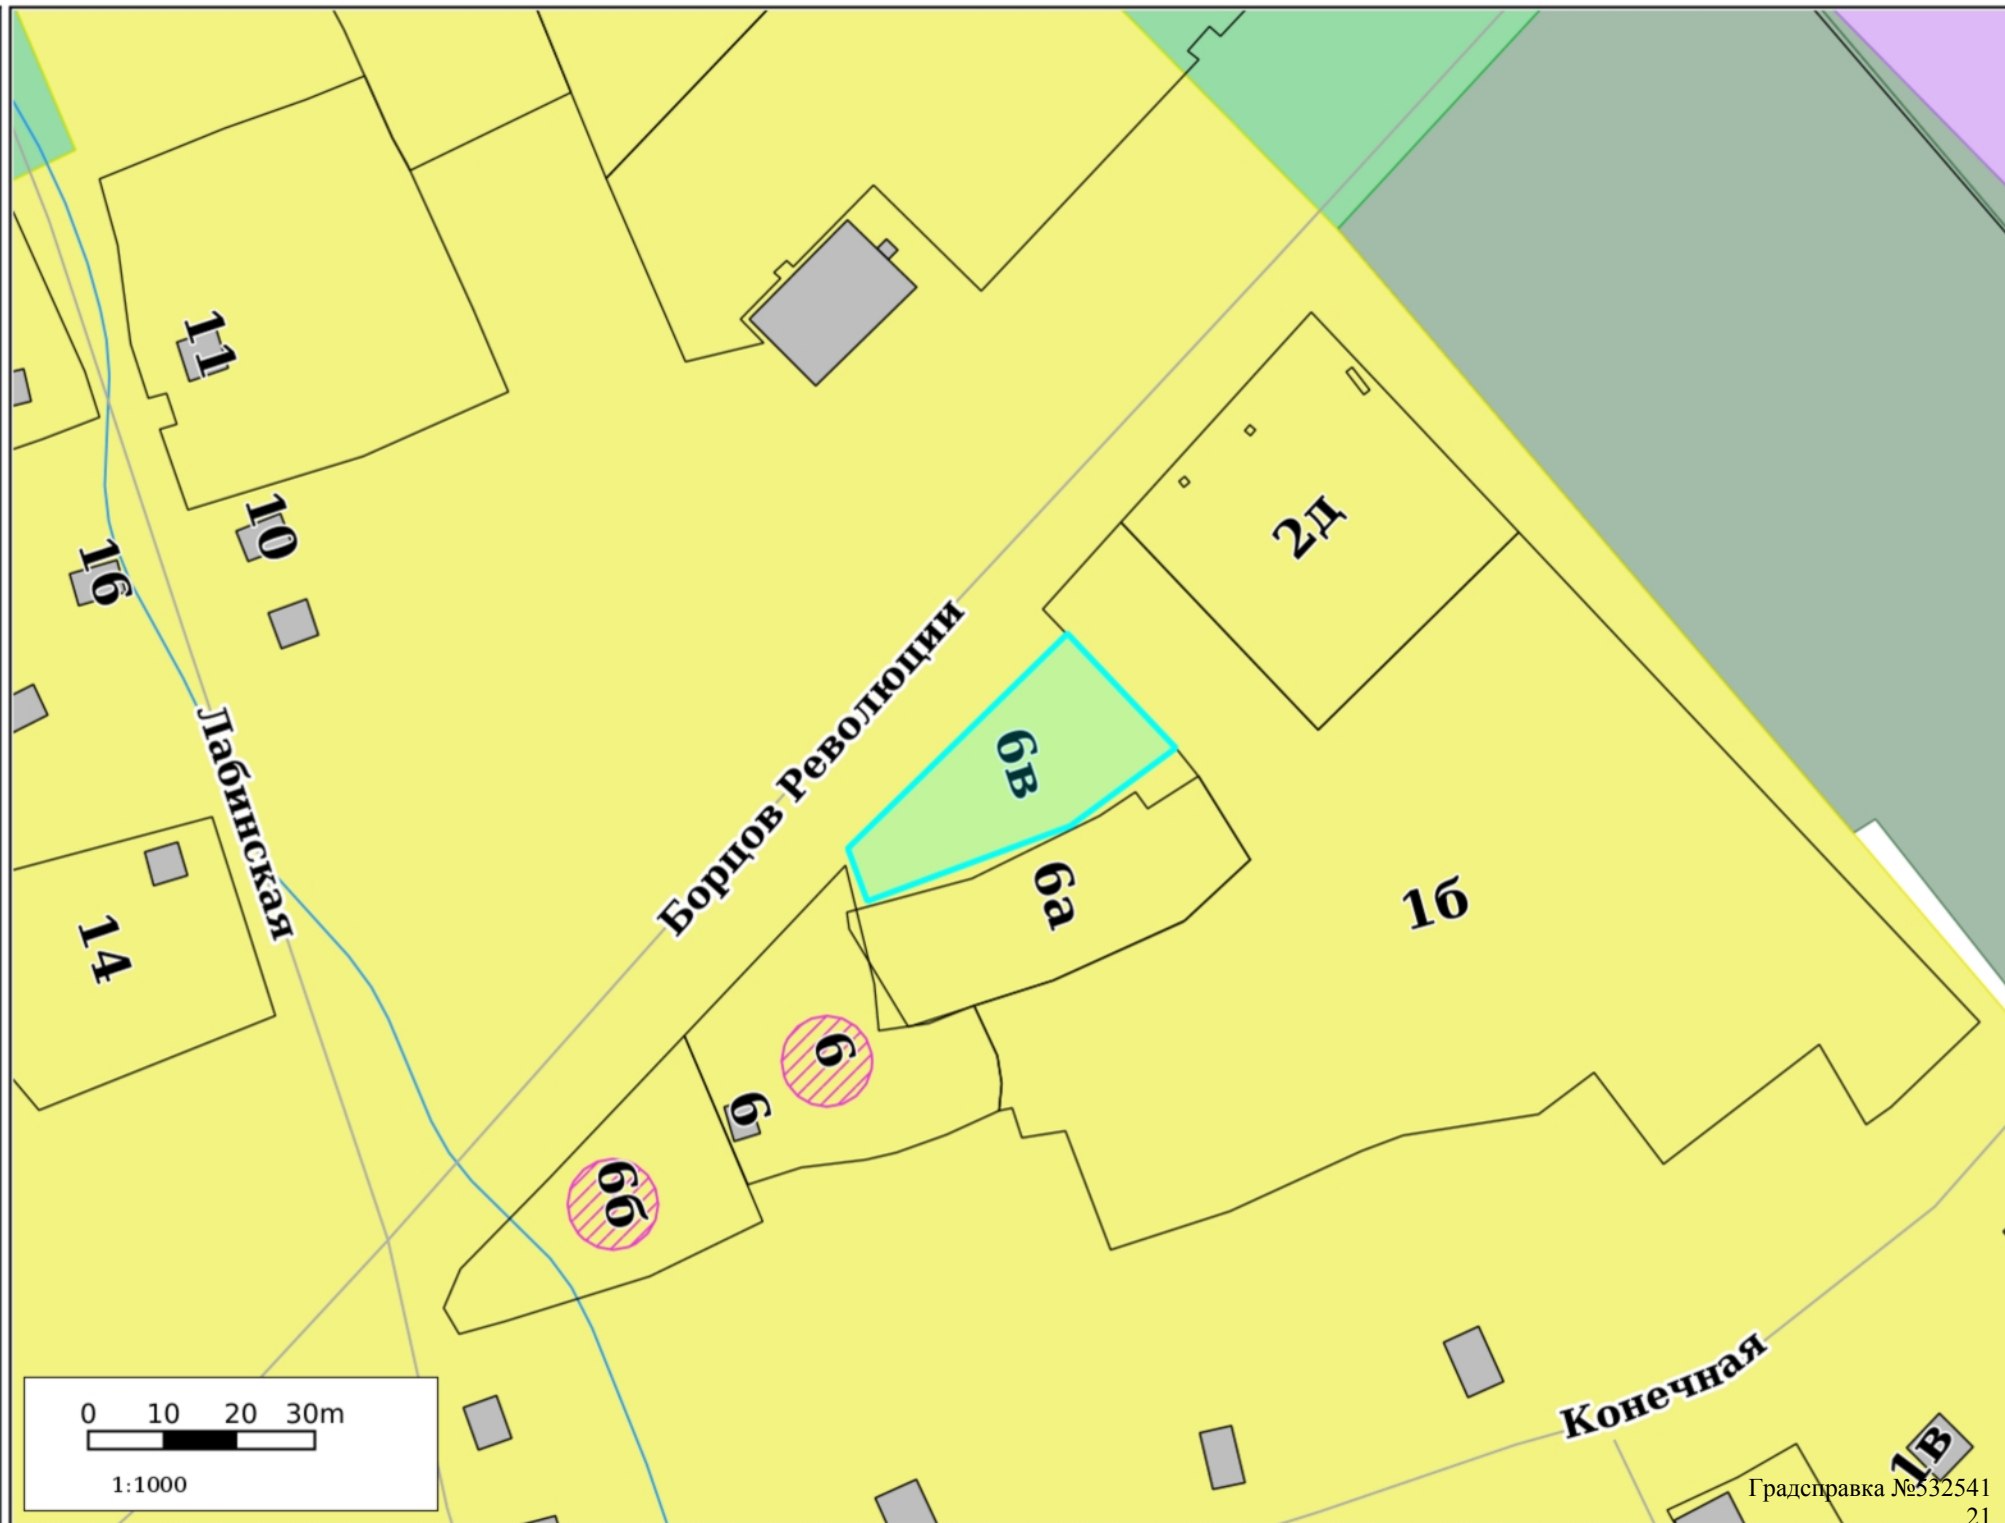 11
10
16
2д
Борцов Революции
6в
Лабинская
6а
1б
14
6
6
6б
Конечная
1в
0 10 20 30m
1:1000
Градсправка №532541
21